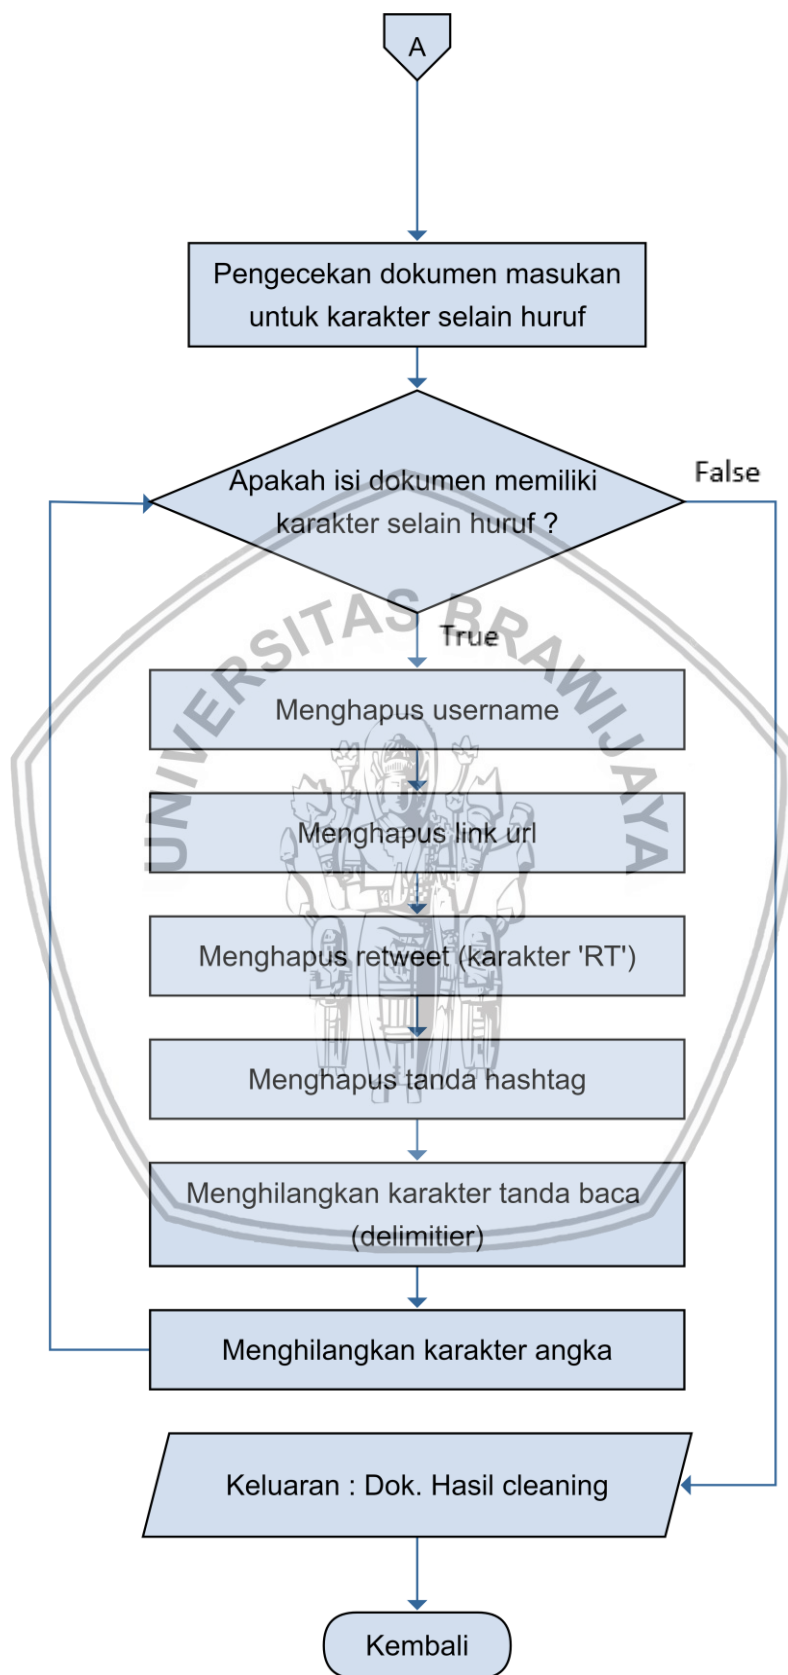 A
Pengecekan dokumen masukan
untuk karakter selain huruf
Apakah isi dokumen memiliki
karakter selain huruf ?
False
True
UNIVERSITAS BRAWIJAYA
Menghapus username
Menghapus link url
Menghapus retweet (karakter 'RT')
Menghapus tanda hashtag
Menghilangkan karakter tanda baca
(delimitier)
Menghilangkan karakter angka
Keluaran : Dok. Hasil cleaning
Kembali